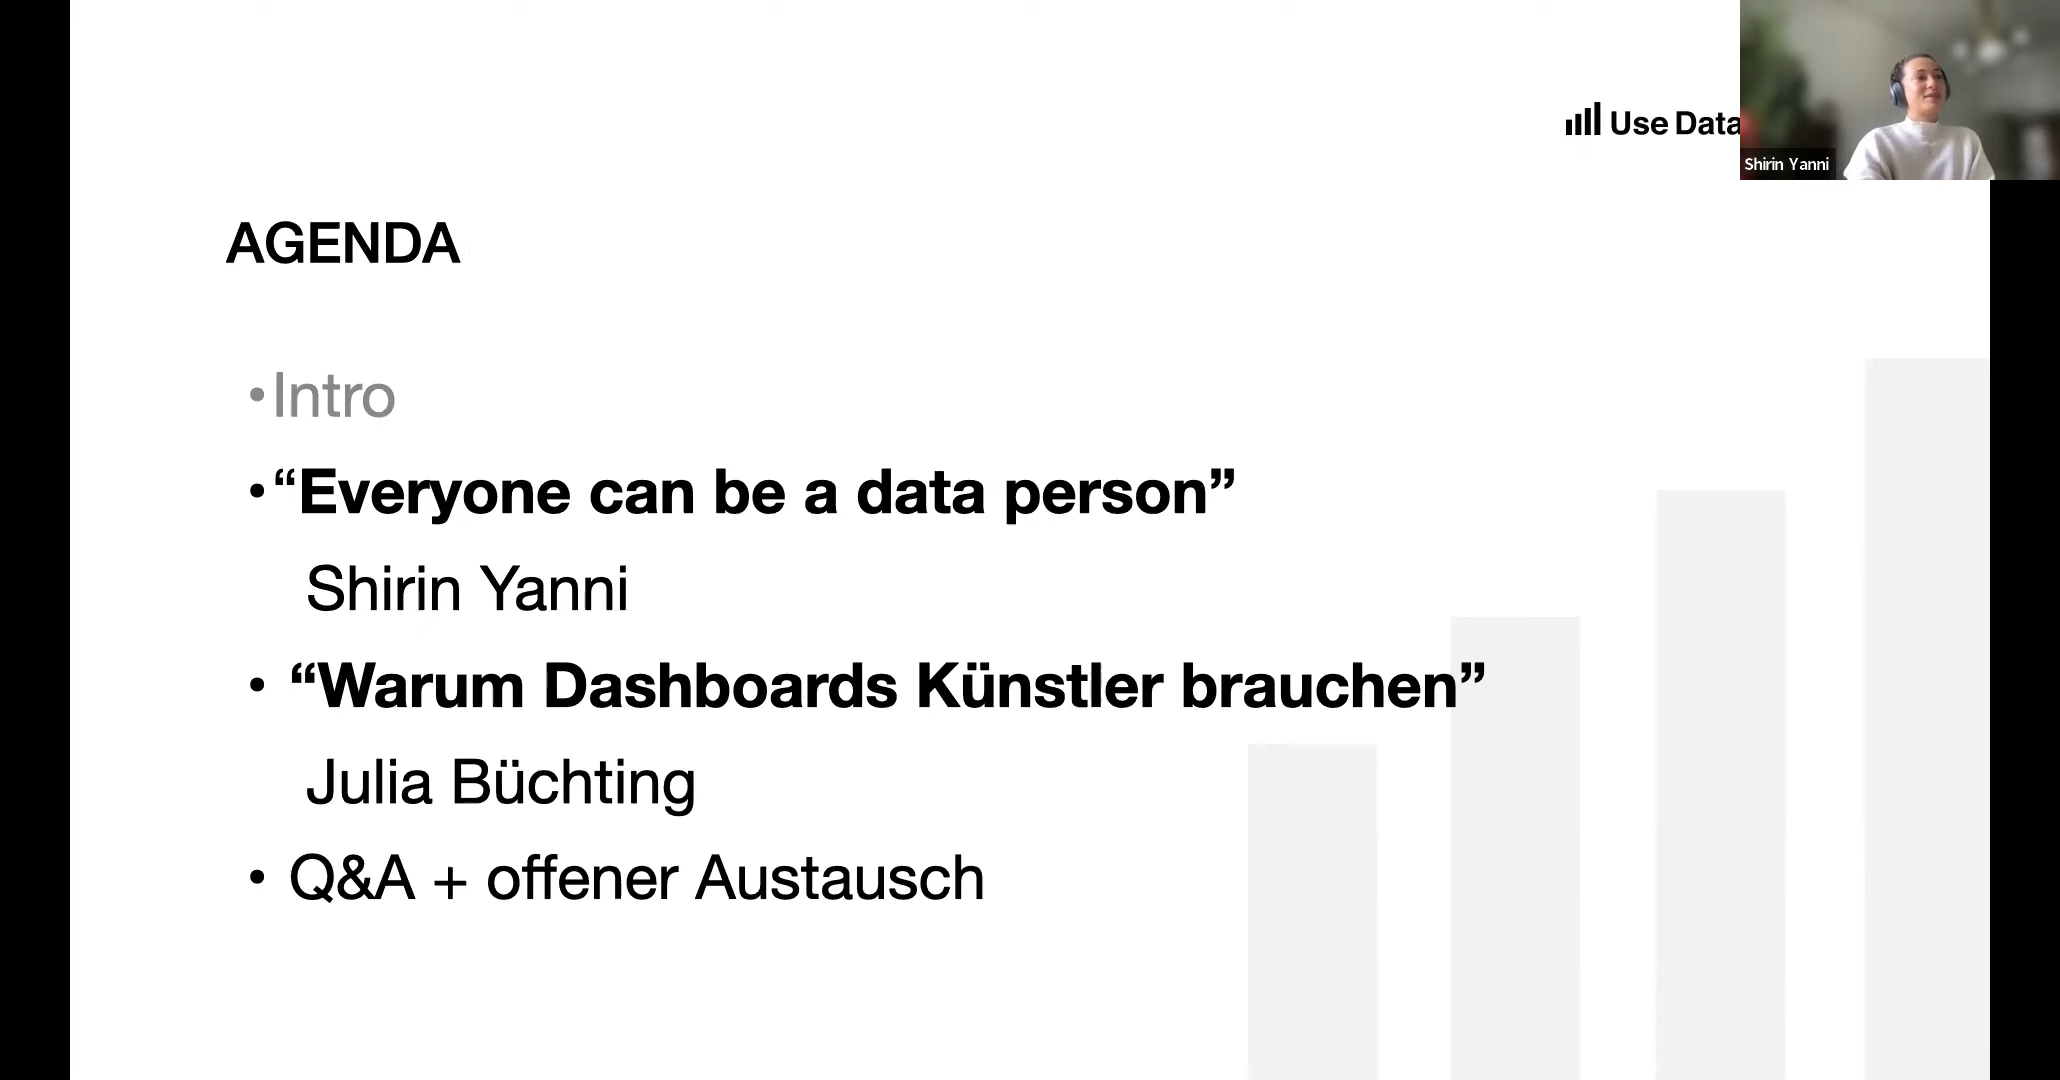 Use Data
Shirin Yanni
AGENDA
•Intro
•“Everyone can be a data person”
Shirin Yanni
• “Warum Dashboards Künstler brauchen”
Julia Büchting
• Q&A + offener Austausch